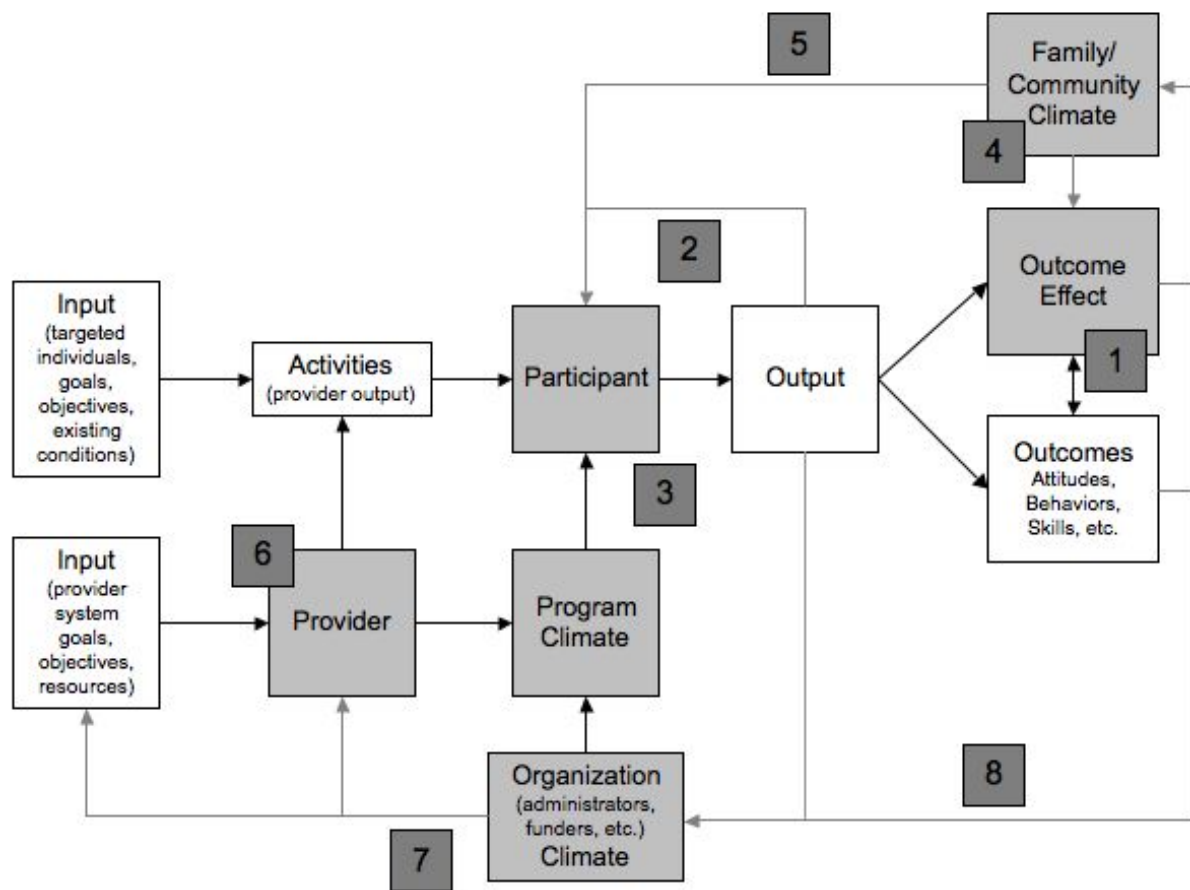 5
Family/
Community
Climate
4
2
Outcome
Effect
1
Input
(targeted
individuals,
goals,
objectives,
existing
conditions)
Activities
(provider output)
Participant
Output
Outcomes
Attitudes,
Behaviors,
Skills, etc.
3
6
Input
(provider
system
goals,
objectives,
resources)
Provider
Program
Climate
Organization
(administrators,
funders, etc.)
Climate
7
8